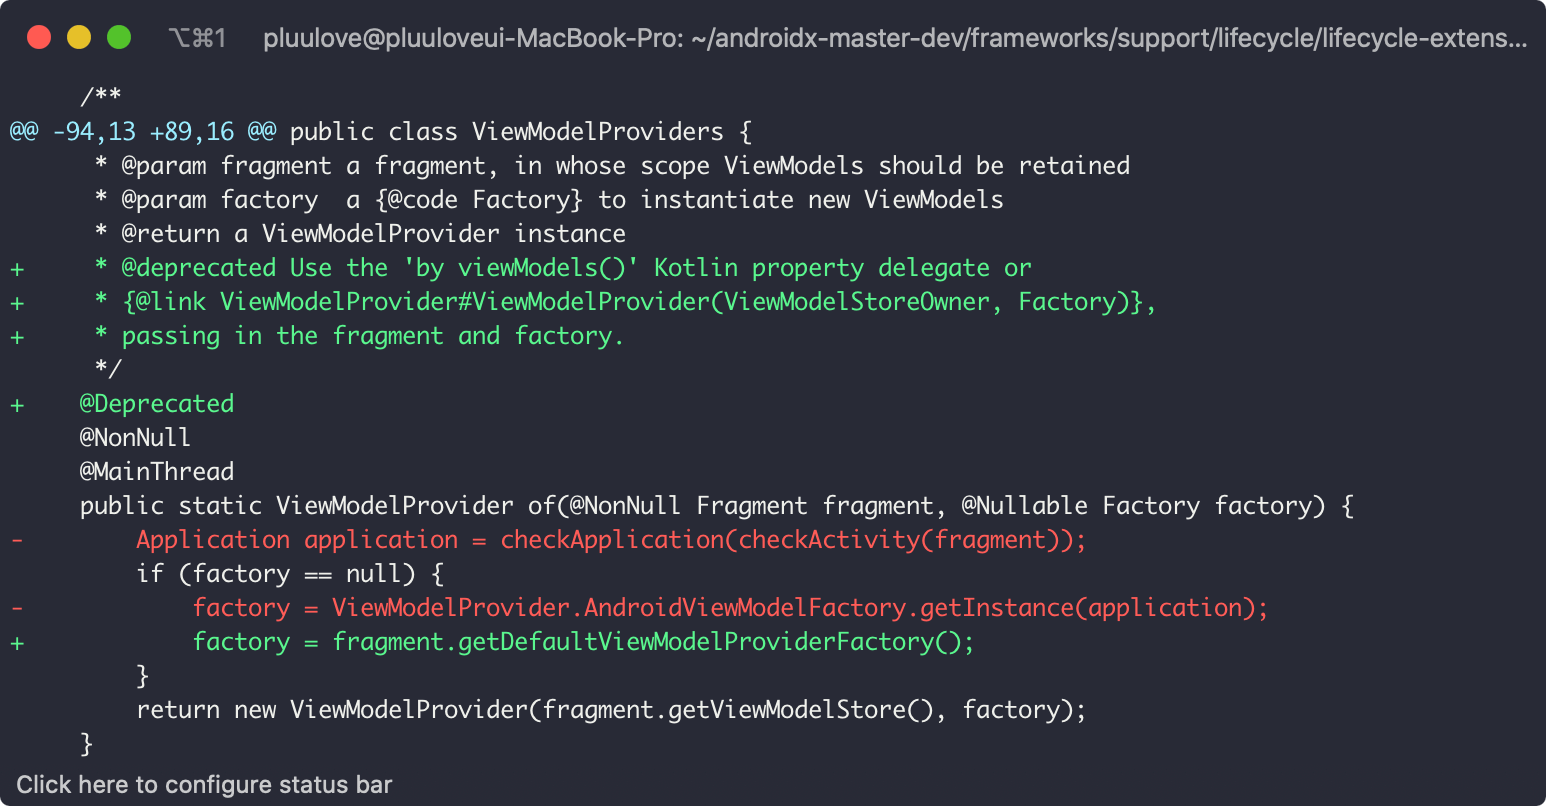 ⌥⌘1 pluulove@pluuloveui-MacBook-Pro: ~/androidx-master-dev/frameworks/support/lifecycle/lifecycle-extens...
/**
@@ -94,13 +89,16 @@ public class ViewModelProviders {
* @param fragment a fragment, in whose scope ViewModels should be retained
* @param factory  a {@code Factory} to instantiate new ViewModels
* @return a ViewModelProvider instance
+ * @deprecated Use the 'by viewModels()' Kotlin property delegate or
+ * {@link ViewModelProvider#ViewModelProvider(ViewModelStoreOwner, Factory)},
+ * passing in the fragment and factory.
*/
+ @Deprecated
@NonNull
@MainThread
public static ViewModelProvider of(@NonNull Fragment fragment, @Nullable Factory factory) {
- Application application = checkApplication(checkActivity(fragment));
if (factory == null) {
- factory = ViewModelProvider.AndroidViewModelFactory.getInstance(application);
+ factory = fragment.getDefaultViewModelProviderFactory();
}
return new ViewModelProvider(fragment.getViewModelStore(), factory);
}
Click here to configure status bar